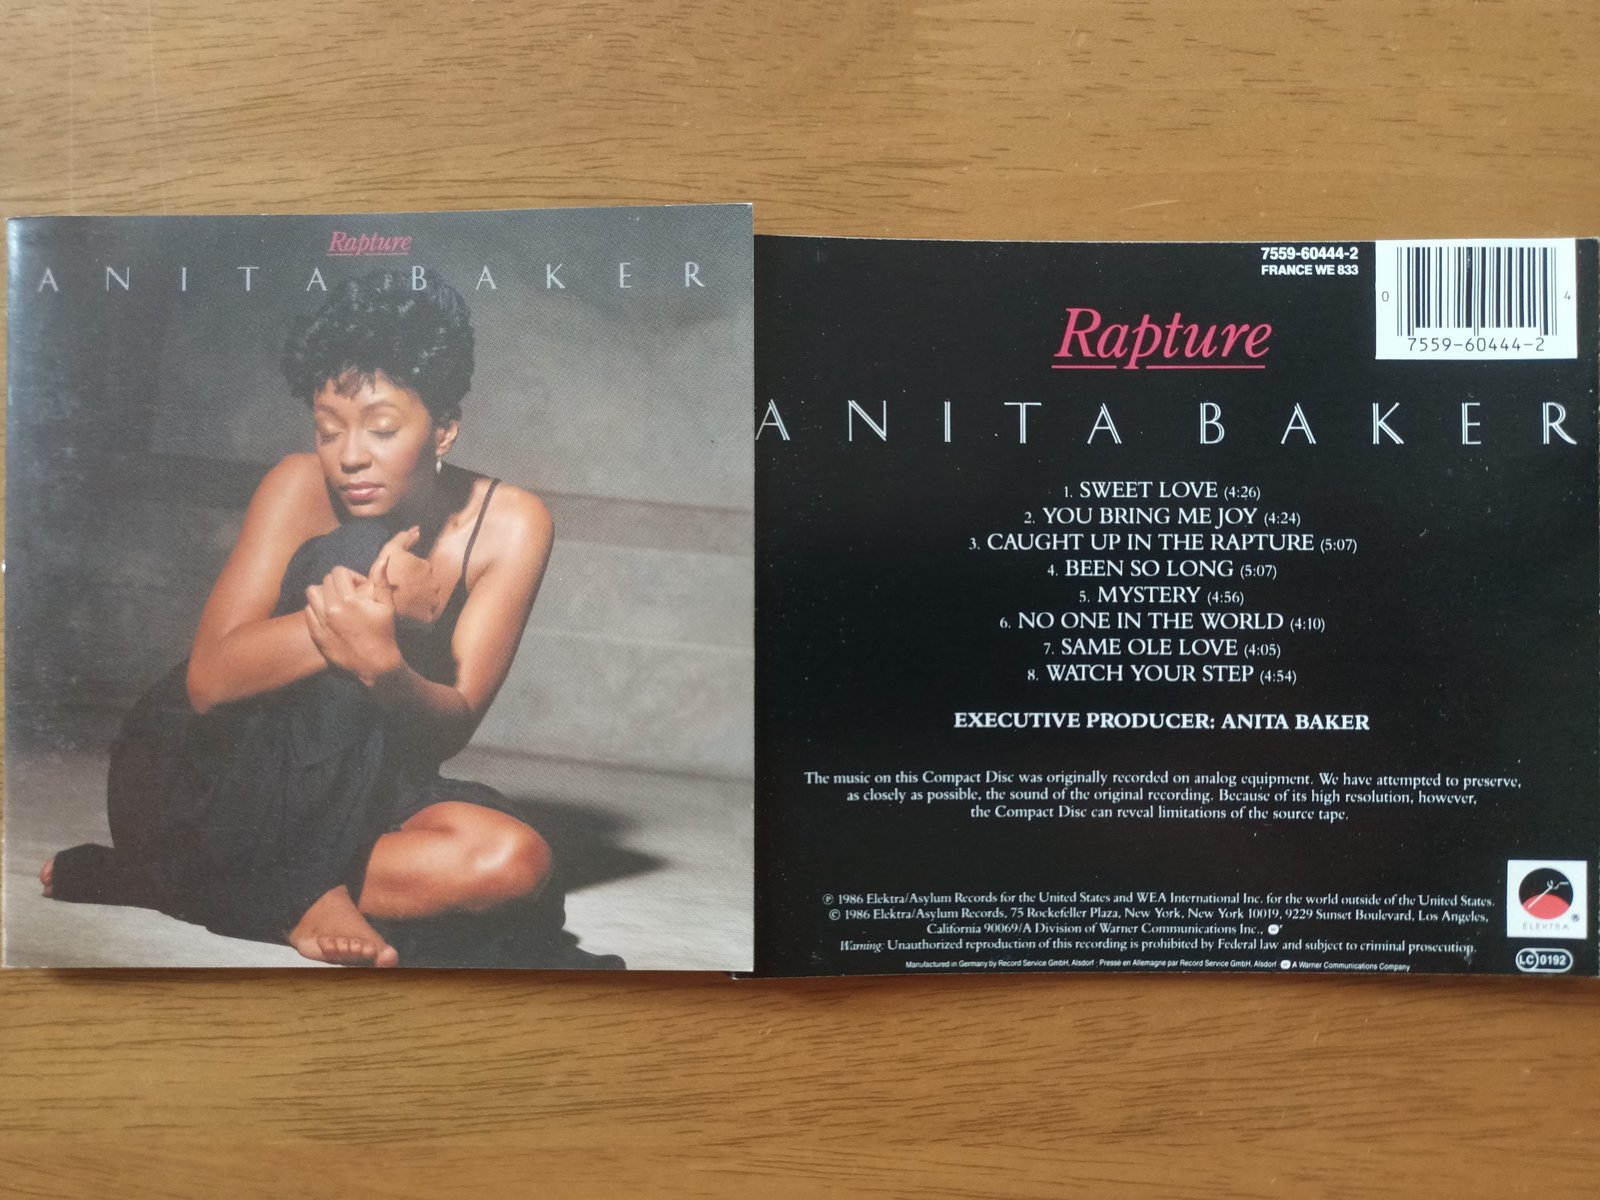 Rapture
ANITA BAKER
7559-60444-2
FRANCE WE 833
0 4
7559-60444-2
Rapture
ANITA BAKER
1. SWEET LOVE (4:26)
2. YOU BRING ME JOY (4:24)
3. CAUGHT UP IN THE RAPTURE (5:07)
4. BEEN SO LONG (5:07)
5. MYSTERY (4:56)
6. NO ONE IN THE WORLD (4:10)
7. SAME OLE LOVE (4:05)
8. WATCH YOUR STEP (4:54)
EXECUTIVE PRODUCER: ANITA BAKER
The music on this Compact Disc was originally recorded on analog equipment. We have attempted to preserve,
as closely as possible, the sound of the original recording. Because of its high resolution, however,
the Compact Disc can reveal limitations of the source tape.
℗ 1986 Elektra/Asylum Records for the United States and WEA International Inc. for the world outside of the United States.
© 1986 Elektra/Asylum Records, 75 Rockefeller Plaza, New York, New York 10019, 9229 Sunset Boulevard, Los Angeles,
California 90069/A Division of Warner Communications Inc.,
Warning: Unauthorized reproduction of this recording is prohibited by Federal law and subject to criminal prosecution.
Manufactured in Germany by Record Service GmbH, Alsdorf · Pressé en Allemagne par Record Service GmbH, Alsdorf A Warner Communications Company
ELEKTRA ®
LC 0192